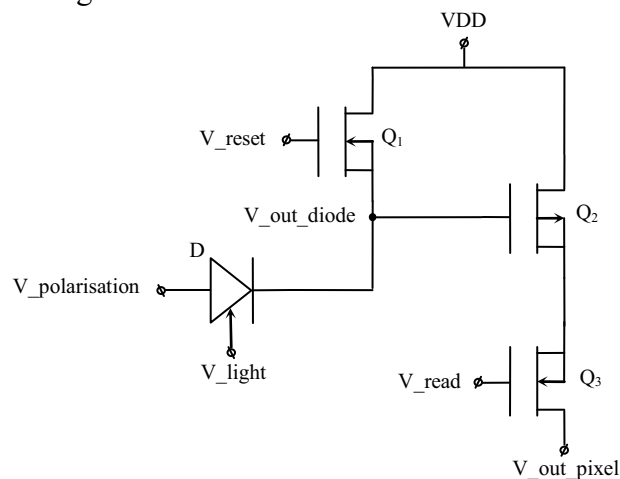 VDD
V_reset
Q1
V_out_diode
Q2
D
V_polarisation
V_light
V_read
Q3
V_out_pixel